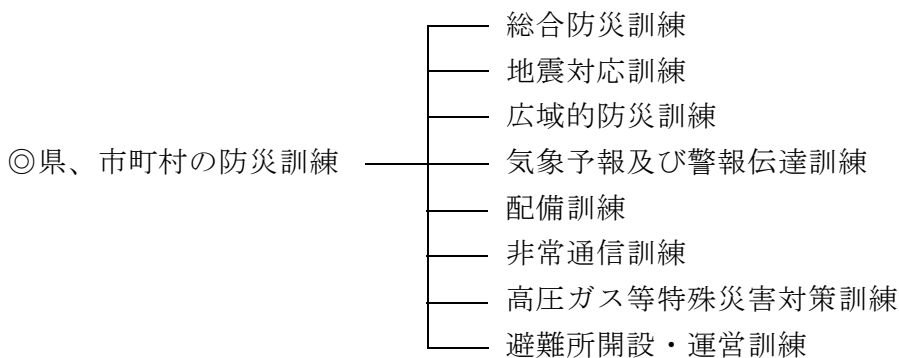 ◎県、市町村の防災訓練
総合防災訓練
地震対応訓練
広域的防災訓練
気象予報及び警報伝達訓練
配備訓練
非常通信訓練
高圧ガス等特殊災害対策訓練
避難所開設・運営訓練